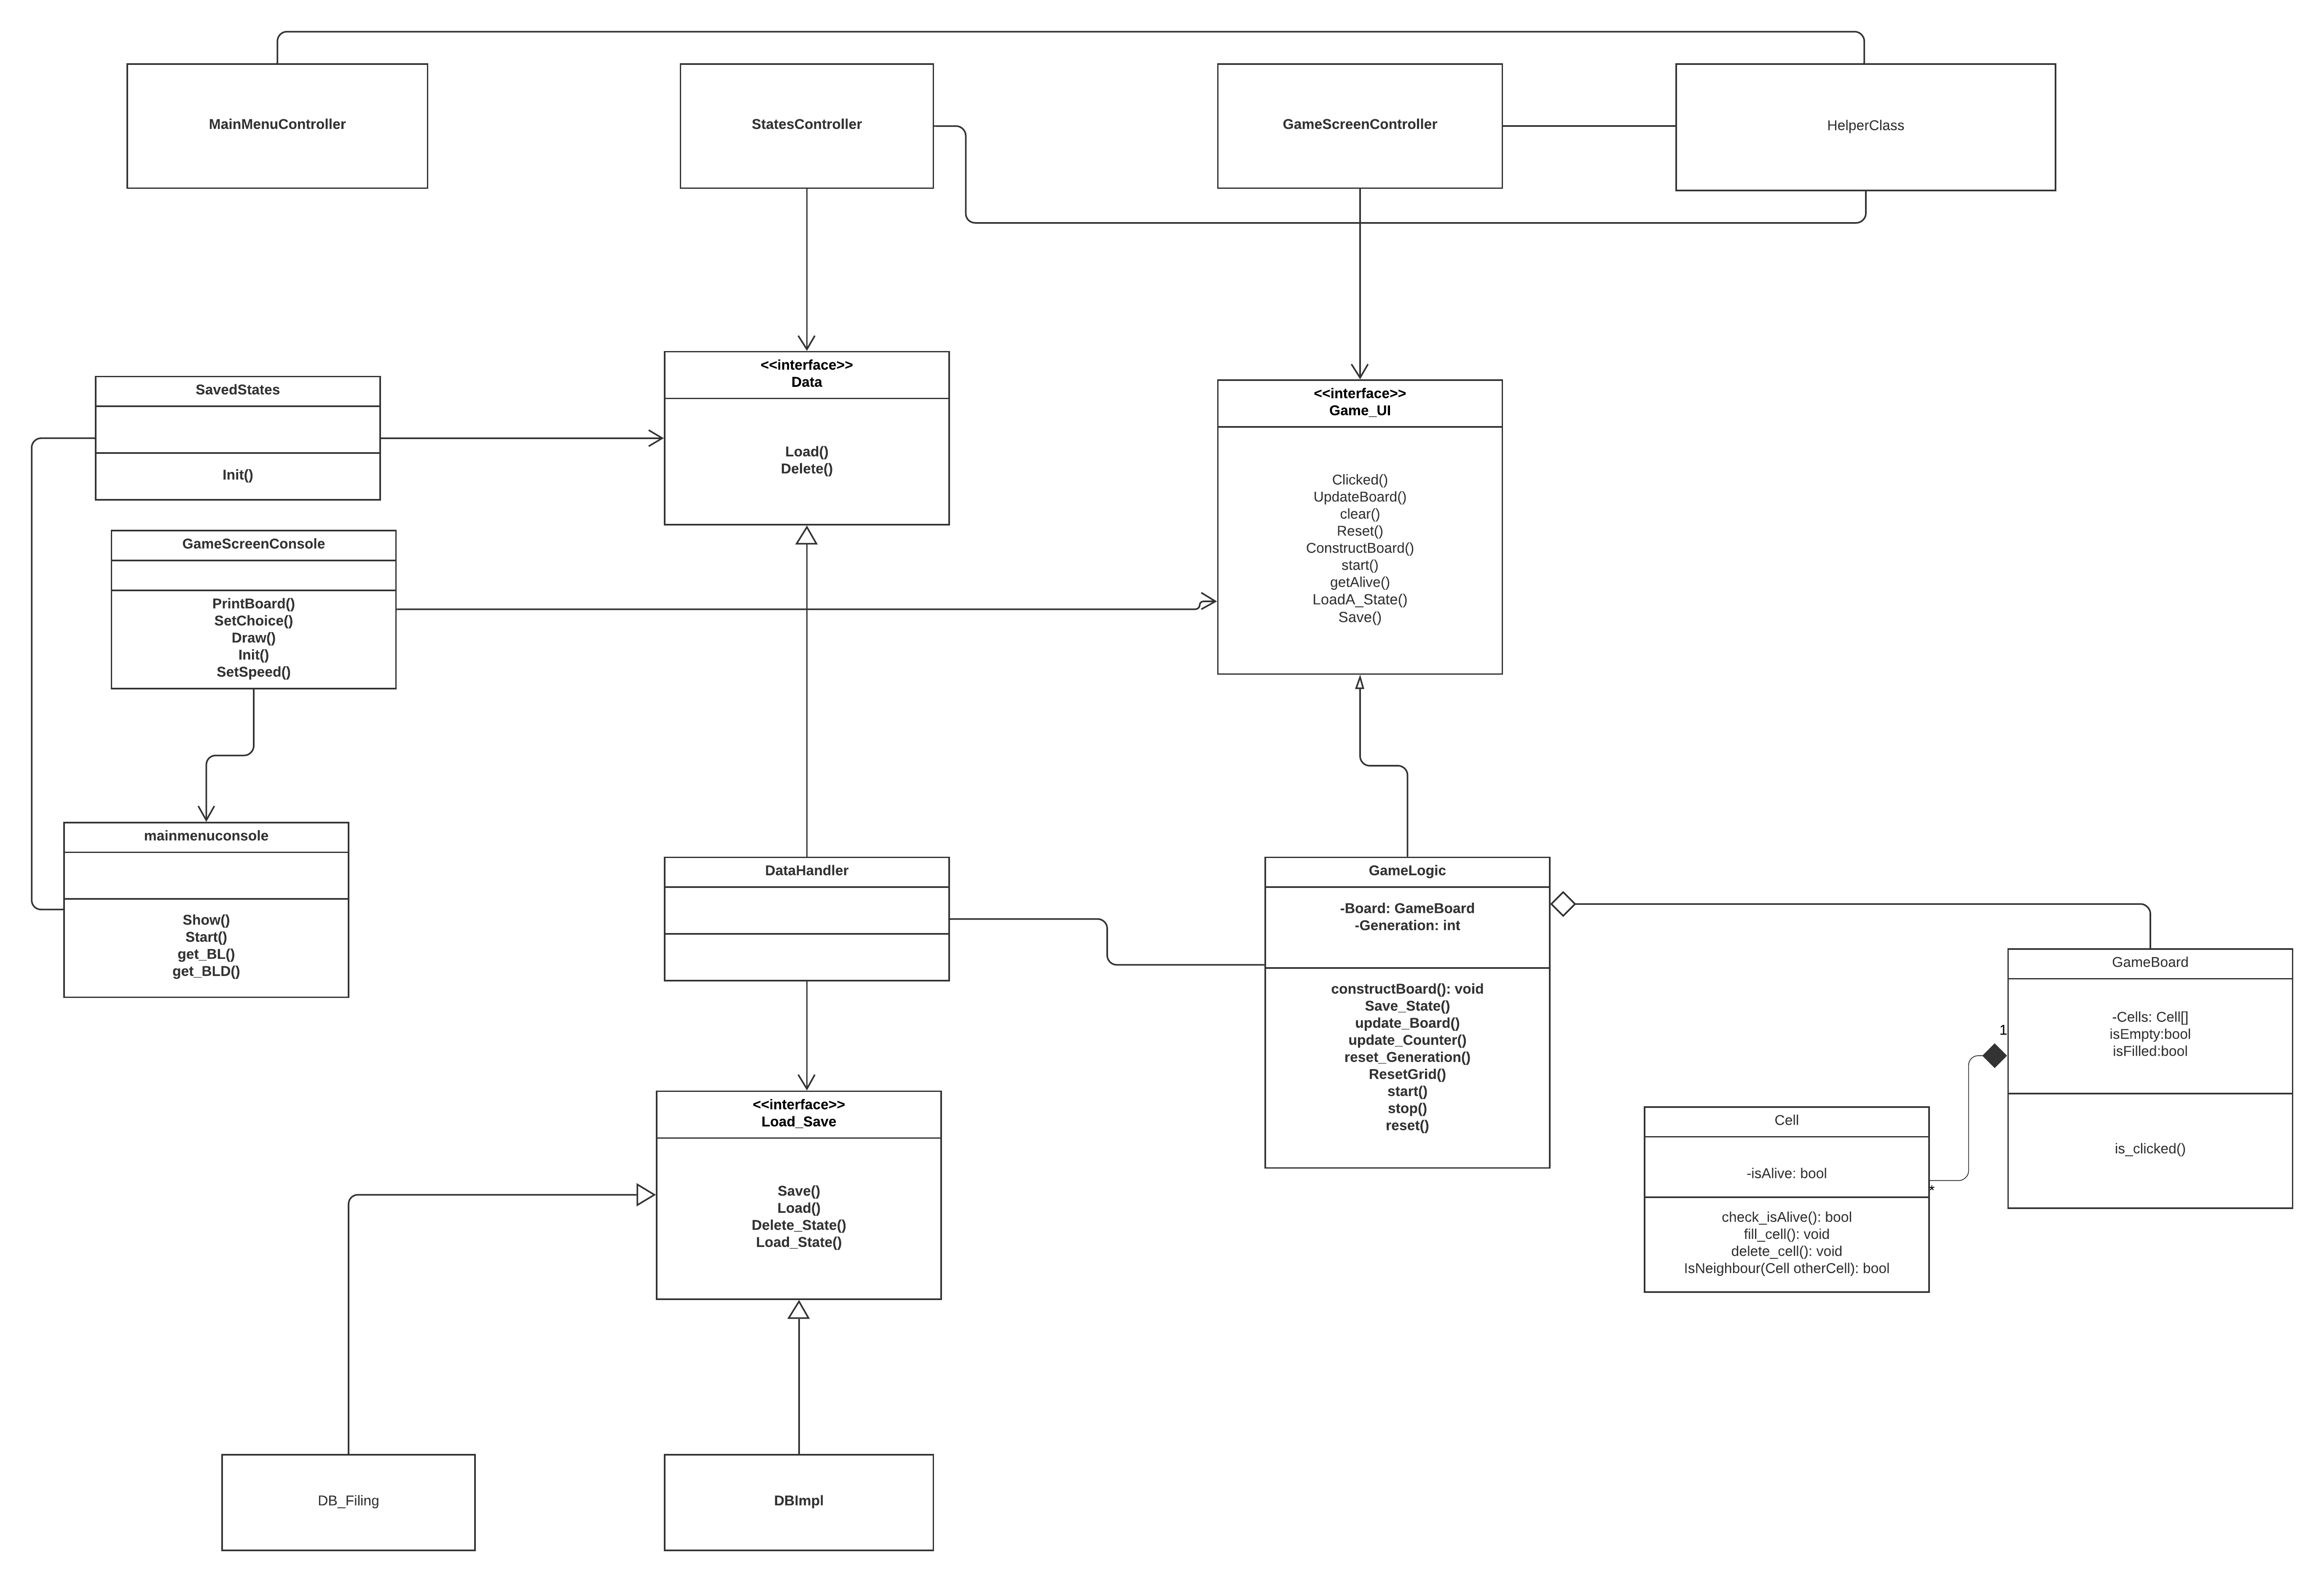 MainMenuController
StatesController
GameScreenController
HelperClass
<<interface>>
Data
Load()
Delete()
SavedStates
Init()
<<interface>>
Game_UI
Clicked()
UpdateBoard()
clear()
Reset()
ConstructBoard()
start()
getAlive()
LoadA_State()
Save()
GameScreenConsole
PrintBoard()
SetChoice()
Draw()
Init()
SetSpeed()
mainmenuconsole
Show()
Start()
get_BL()
get_BLD()
DataHandler
GameLogic
-Board: GameBoard
-Generation: int
constructBoard(): void
Save_State()
update_Board()
update_Counter()
reset_Generation()
ResetGrid()
start()
stop()
reset()
GameBoard
-Cells: Cell[]
isEmpty:bool
isFilled:bool
is_clicked()
1
*
Cell
-isAlive: bool
check_isAlive(): bool
fill_cell(): void
delete_cell(): void
IsNeighbour(Cell otherCell): bool
<<interface>>
Load_Save
Save()
Load()
Delete_State()
Load_State()
DB_Filing
DBImpl